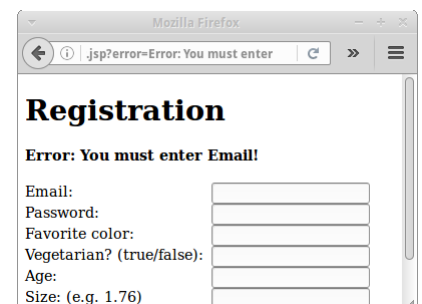 Mozilla Firefox
.jsp?error=Error: You must enter
Registration
Error: You must enter Email!
Email:
Password:
Favorite color:
Vegetarian? (true/false):
Age:
Size: (e.g. 1.76)